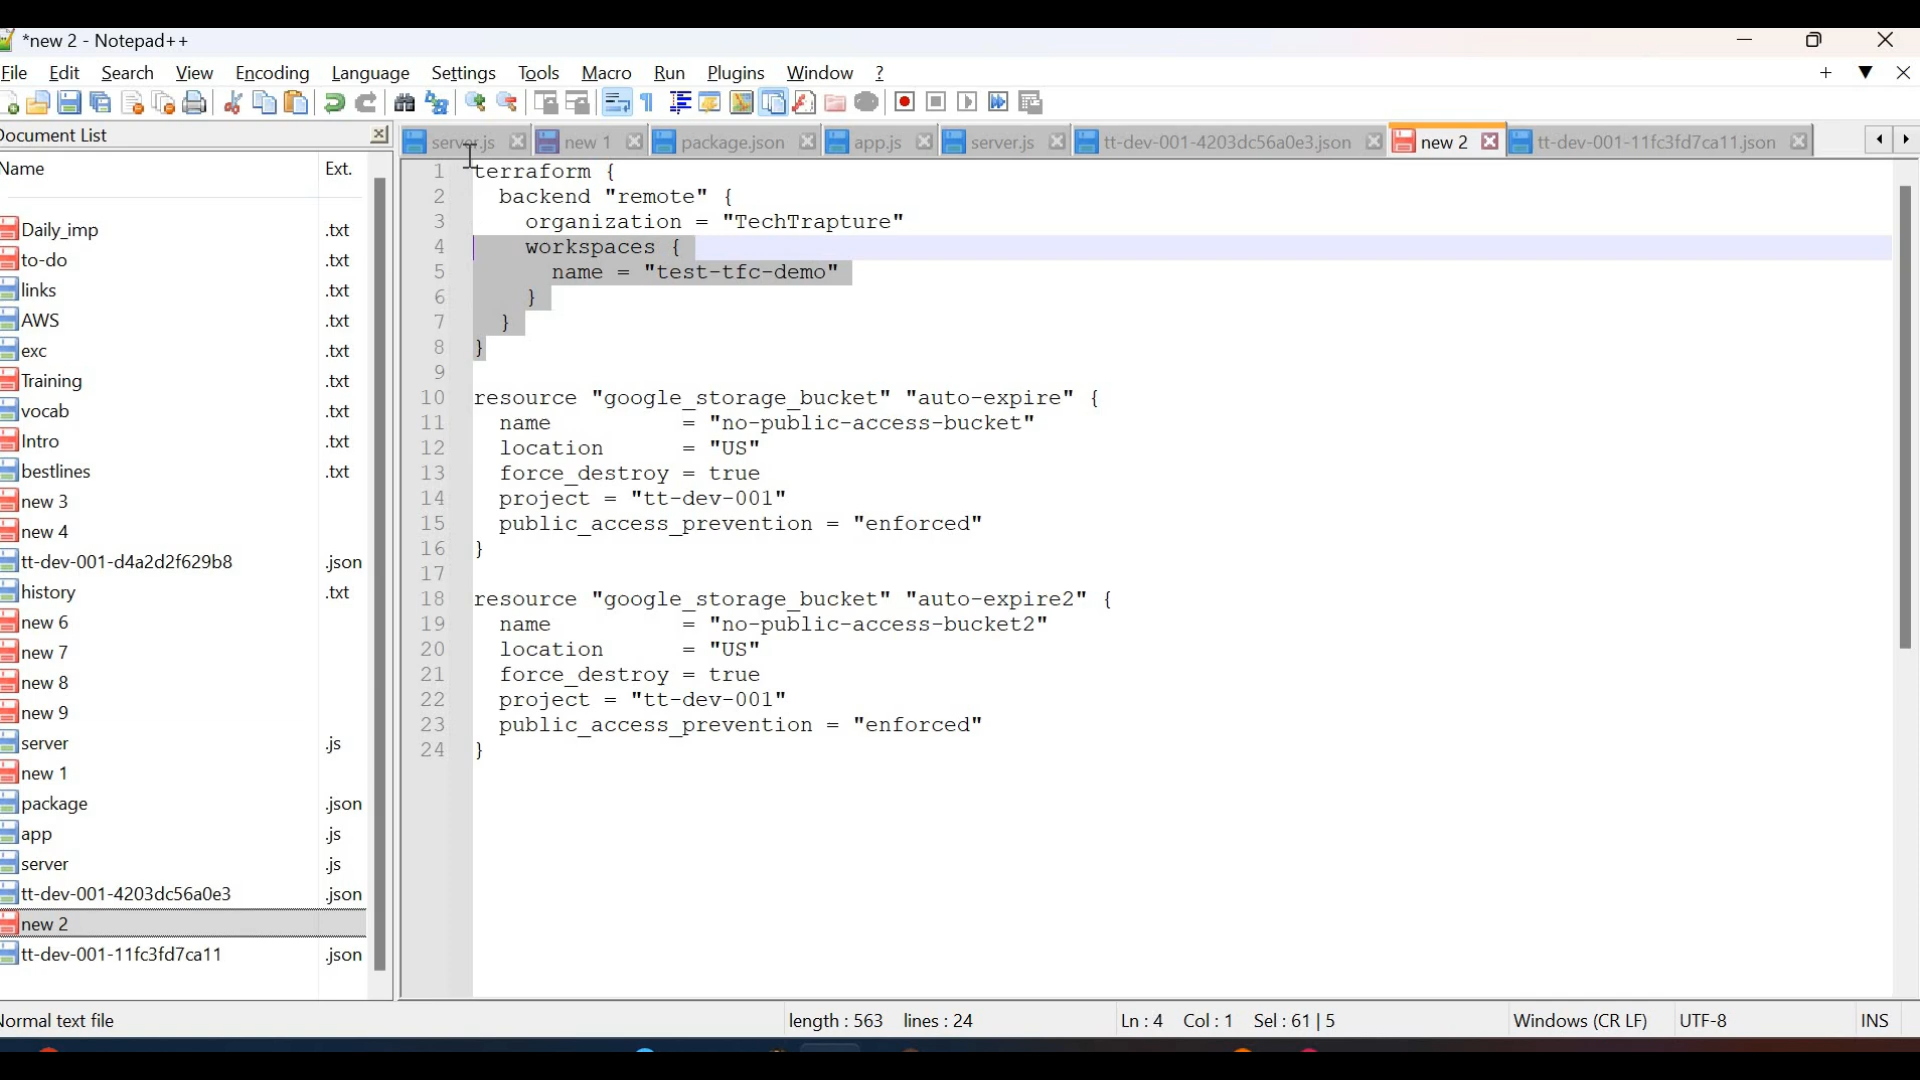 *new 2 - Notepad++
File Edit Search View Encoding Language Settings Tools Macro Run Plugins Window ?
Document List
Name Ext.
Daily_imp .txt
to-do .txt
links .txt
AWS .txt
exc .txt
Training .txt
vocab .txt
Intro .txt
bestlines .txt
new 3
new 4
tt-dev-001-d4a2d2f629b8 .json
history .txt
new 6
new 7
new 8
new 9
server .js
new 1
package .json
app .js
server .js
tt-dev-001-4203dc56a0e3 .json
new 2
tt-dev-001-11fc3fd7ca11 .json
server.js new 1 package.json app.js server.js tt-dev-001-4203dc56a0e3.json new 2 tt-dev-001-11fc3fd7ca11.json
1 terraform {
2 backend "remote" {
3 organization = "TechTrapture"
4 workspaces {
5 name = "test-tfc-demo"
6 }
7 }
8 }
9
10 resource "google_storage_bucket" "auto-expire" {
11 name = "no-public-access-bucket"
12 location = "US"
13 force_destroy = true
14 project = "tt-dev-001"
15 public_access_prevention = "enforced"
16 }
17
18 resource "google_storage_bucket" "auto-expire2" {
19 name = "no-public-access-bucket2"
20 location = "US"
21 force_destroy = true
22 project = "tt-dev-001"
23 public_access_prevention = "enforced"
24 }
Normal text file length : 563 lines : 24 Ln : 4 Col : 1 Sel : 61 | 5 Windows (CR LF) UTF-8 INS